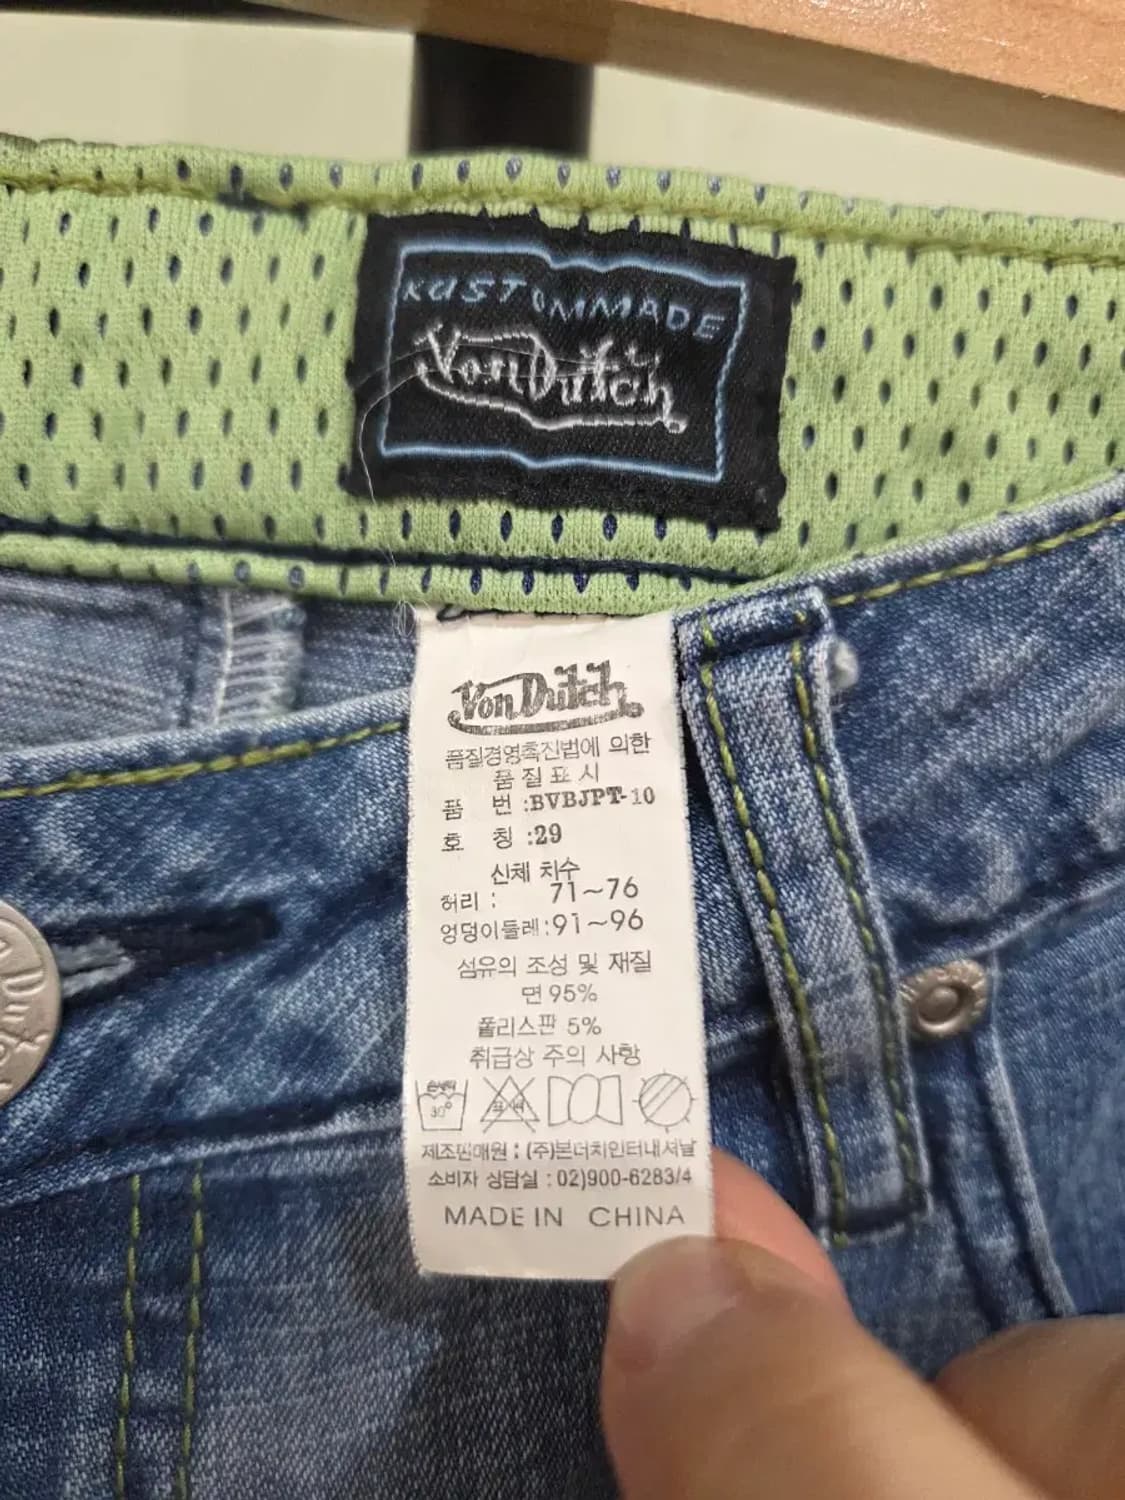 KUSTOMMADE
Von Dutch
Von Dutch
품질경영촉진법에 의한
품 질 표 시
품 번 :BVBJPT-10
호 칭 :29
신체 치수
허리 : 71~76
엉덩이둘레:91~96
섬유의 조성 및 재질
면 95%
폴리스판 5%
취급상 주의 사항
30°
제조판매원 : (주)본더치인터내셔날
소비자 상담실 : 02)900-6283/4
MADE IN CHINA